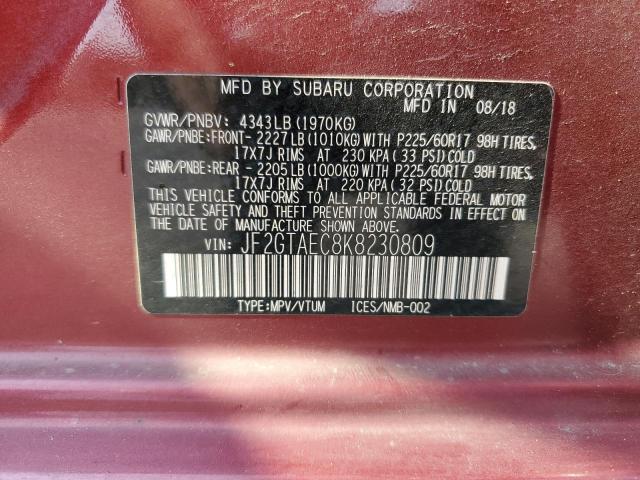 MFD BY SUBARU CORPORATION
MFD IN 08/18
GVWR/PNBV: 4343LB(1970KG)
GAWR/PNBE:FRONT- 2227LB(1010KG)WITH P225/60R17 98H TIRES,
17X7J RIMS AT 230 KPA(33 PSI)COLD
GAWR/PNBE:REAR - 2205LB(1000KG)WITH P225/60R17 98H TIRES,
17X7J RIMS AT 220 KPA(32 PSI)COLD
THIS VEHICLE CONFORMS TO ALL APPLICABLE FEDERAL MOTOR
VEHICLE SAFETY AND THEFT PREVENTION STANDARDS IN EFFECT ON
THE DATE OF MANUFACTURE SHOWN ABOVE.
VIN: JF2GTAEC8K8230809
TYPE:MPV/VTUM ICES/NMB-002